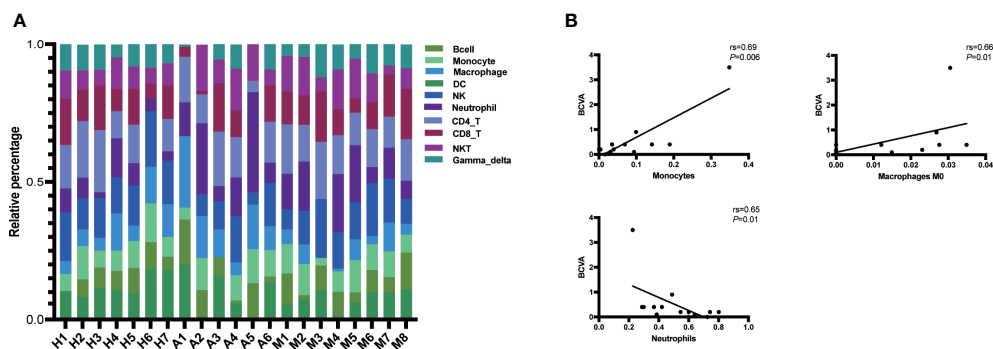 A
Relative percentage
1.0
0.5
0.0
H1 H2 H3 H4 H5 H6 H7 A1 A2 A3 A4 A5 A6 M1 M2 M3 M4 M5 M6 M7 M8
Bcell
Monocyte
Macrophage
DC
NK
Neutrophil
CD4_T
CD8_T
NKT
Gamma_delta
B
rs=0.69
P=0.006
BCVA
4
3
2
1
0
0.0 0.1 0.2 0.3 0.4
Monocytes
rs=0.66
P=0.01
BCVA
4
3
2
1
0
0.00 0.01 0.02 0.03 0.04
Macrophages M0
rs=0.65
P=0.01
BCVA
4
3
2
1
0
0.0 0.2 0.4 0.6 0.8 1.0
Neutrophils